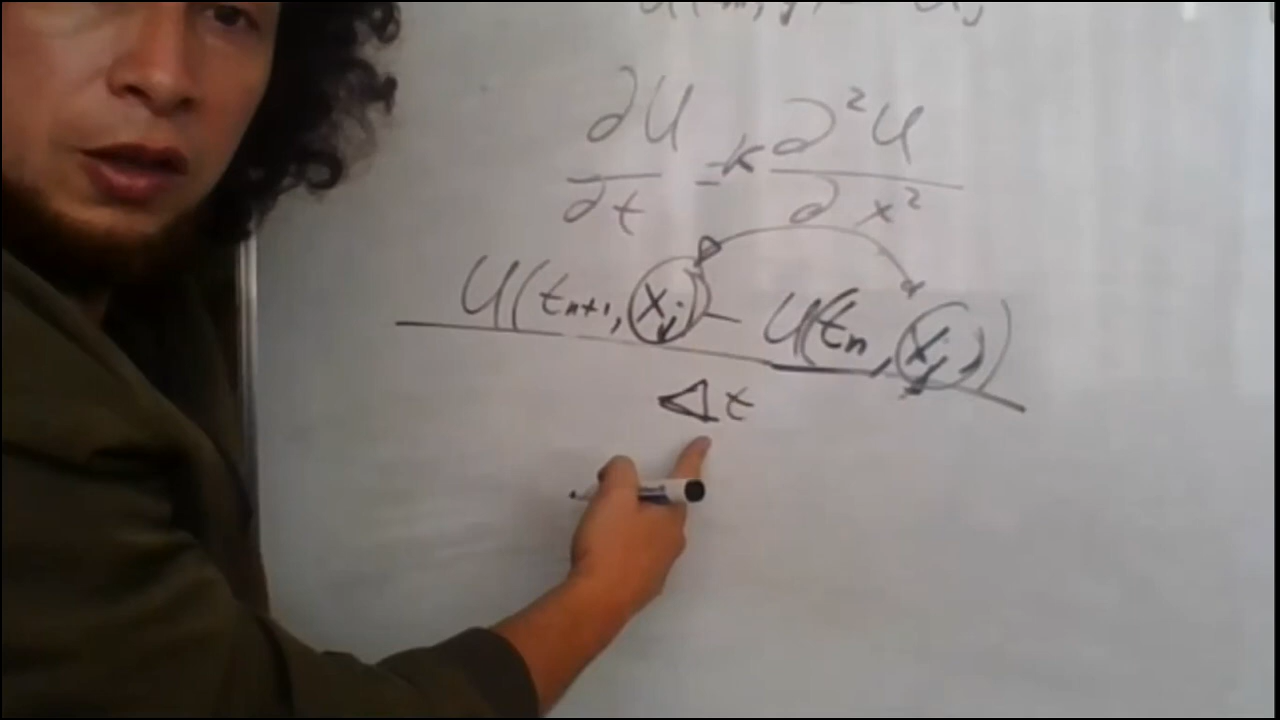 ∂U/∂t = K ∂²U/∂x²
U(tₙ₊₁, xⱼ) - U(tₙ, xⱼ)
Δt